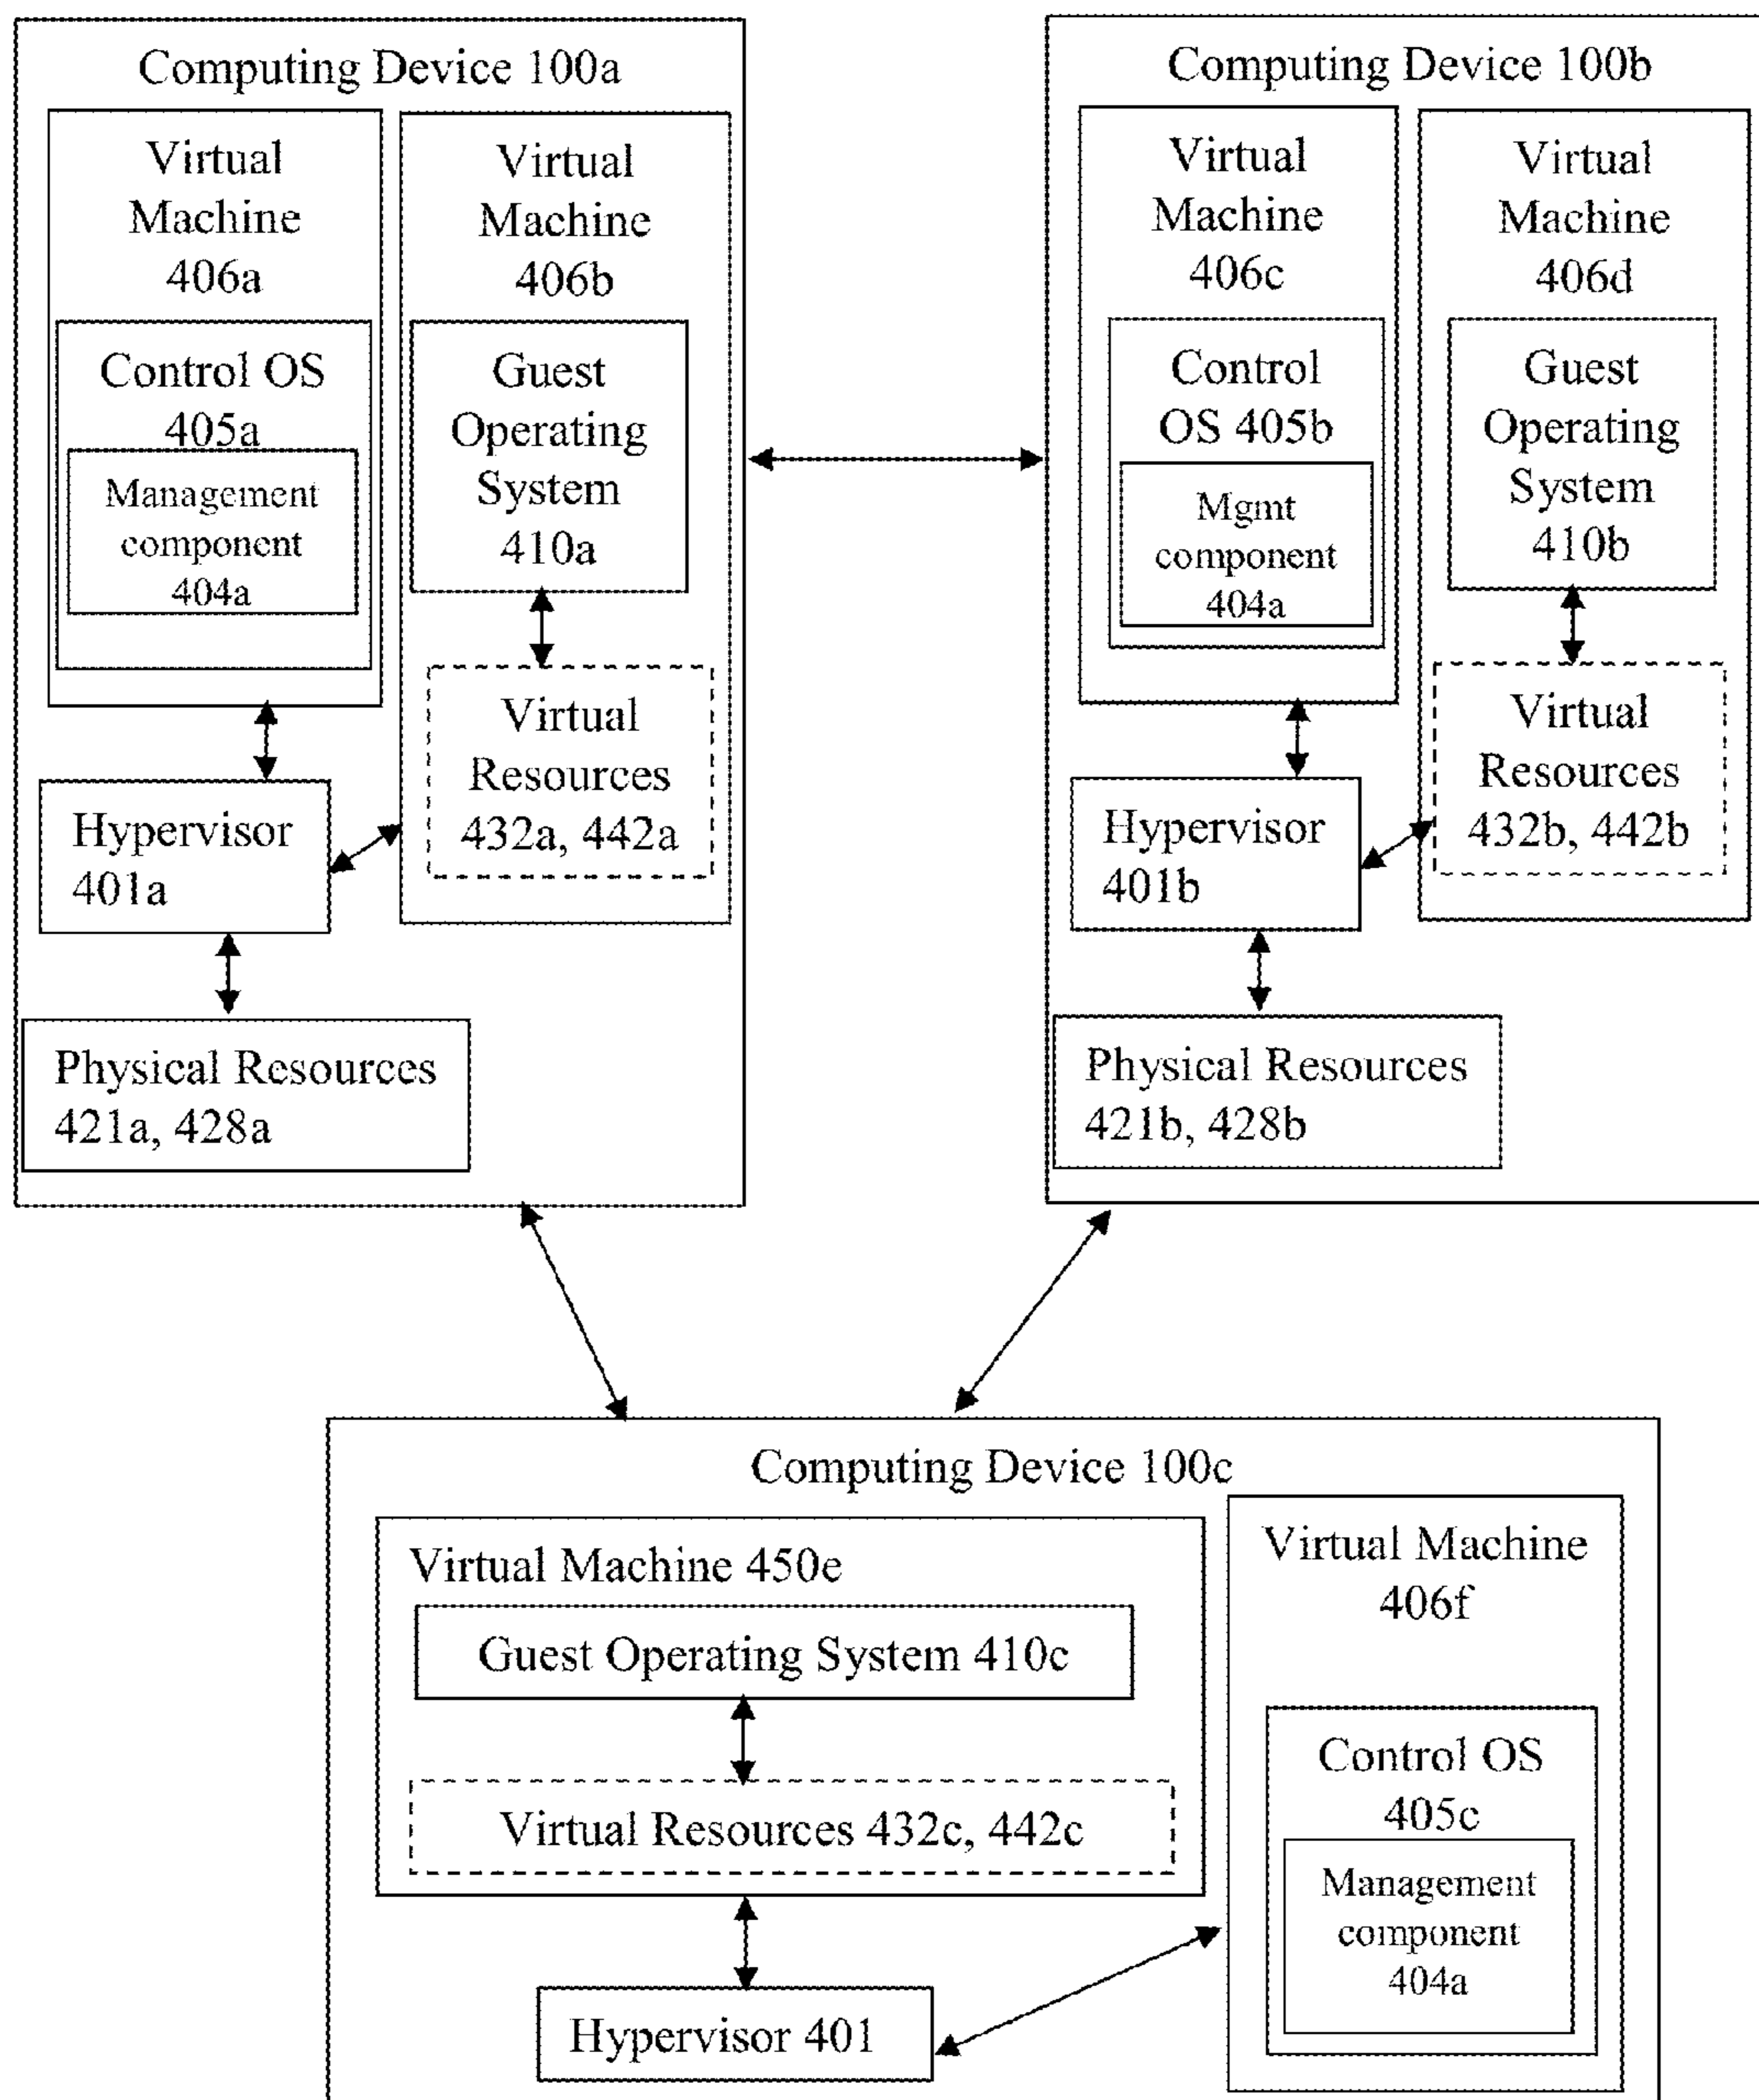 Computing Device 100a
Virtual
Machine
406a
Control OS
405a
Management
component
404a
Virtual
Machine
406b
Guest
Operating
System
410a
Virtual
Resources
432a, 442a
Hypervisor
401a
Physical Resources
421a, 428a
Computing Device 100b
Virtual
Machine
406c
Control
OS 405b
Mgmt
component
404a
Virtual
Machine
406d
Guest
Operating
System
410b
Virtual
Resources
432b, 442b
Hypervisor
401b
Physical Resources
421b, 428b
Computing Device 100c
Virtual Machine 450e
Guest Operating System 410c
Virtual Resources 432c, 442c
Hypervisor 401
Virtual Machine
406f
Control OS
405c
Management
component
404a